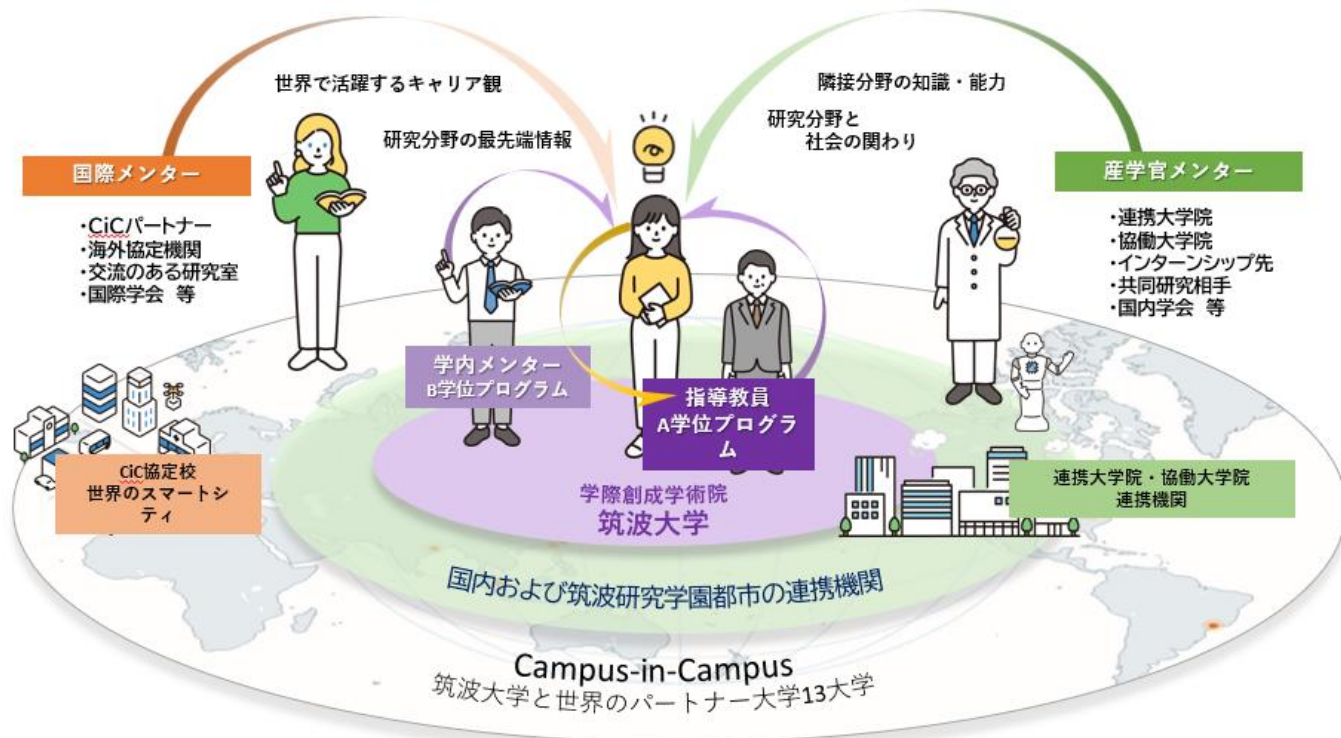 世界で活躍するキャリア観
研究分野の最先端情報
隣接分野の知識・能力
研究分野と
社会の関わり
国際メンター
・CiCパートナー
・海外協定機関
・交流のある研究室
・国際学会 等
産学官メンター
・連携大学院
・協働大学院
・インターンシップ先
・共同研究相手
・国内学会 等
学内メンター
B学位プログラム
指導教員
A学位プログラ
ム
CiC協定校
世界のスマートシ
ティ
連携大学院・協働大学院
連携機関
学際創成学術院
筑波大学
国内および筑波研究学園都市の連携機関
Campus-in-Campus
筑波大学と世界のパートナー大学13大学